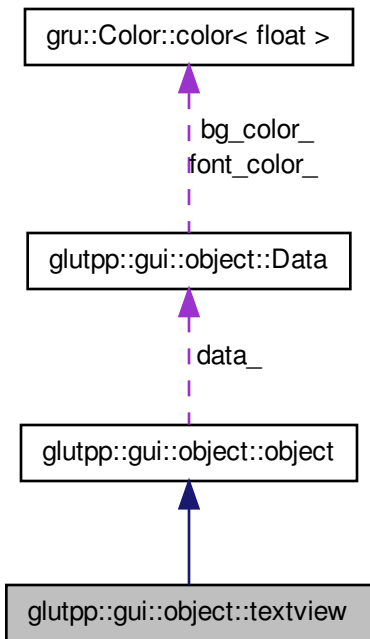 gru::Color::color< float >
bg_color_
font_color_
glutpp::gui::object::Data
data_
glutpp::gui::object::object
glutpp::gui::object::textview